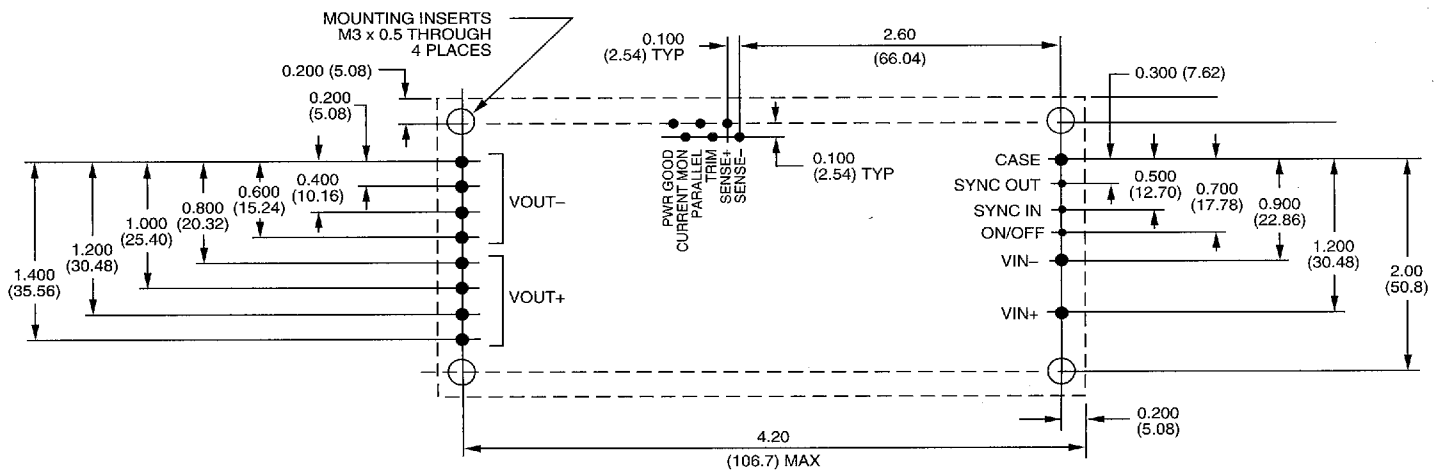 MOUNTING INSERTS
M3 x 0.5 THROUGH
4 PLACES
0.100
(2.54) TYP
2.60
(66.04)
0.200 (5.08)
0.300 (7.62)
0.200
(5.08)
0.100
(2.54) TYP
PWR GOOD
CURRENT MON
PARALLEL
TRIM
SENSE+
SENSE–
0.400
(10.16)
0.600
(15.24)
0.800
(20.32)
1.000
(25.40)
1.200
(30.48)
1.400
(35.56)
VOUT–
VOUT+
CASE
SYNC OUT
SYNC IN
ON/OFF
VIN–
VIN+
0.500
(12.70)
0.700
(17.78)
0.900
(22.86)
1.200
(30.48)
2.00
(50.8)
0.200
(5.08)
4.20
(106.7) MAX